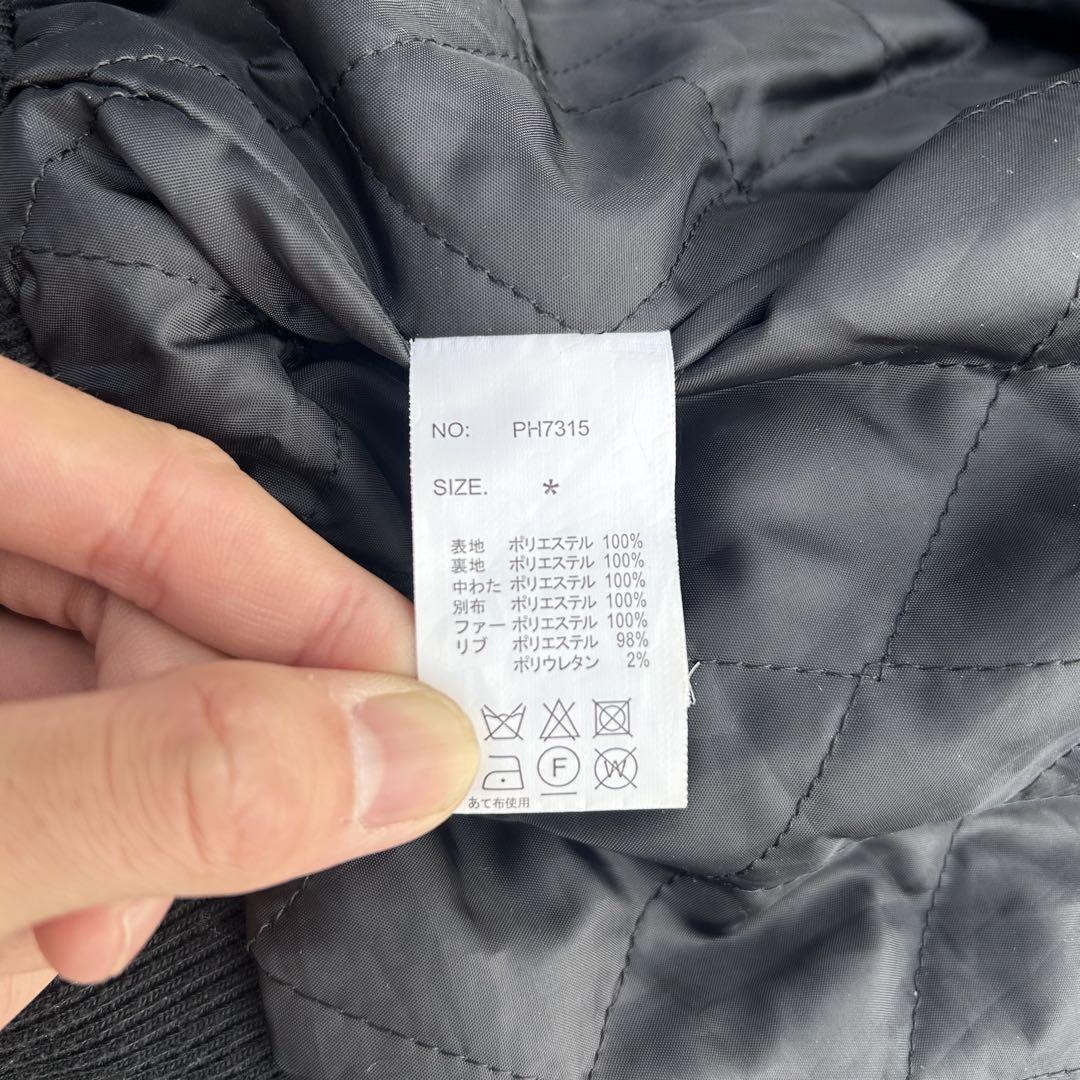 NO: PH7315
SIZE. *
表地 ポリエステル 100%
裏地 ポリエステル 100%
中わた ポリエステル 100%
別布 ポリエステル 100%
ファー ポリエステル 100%
リブ ポリエステル 98%
ポリウレタン 2%
F W
あて布使用